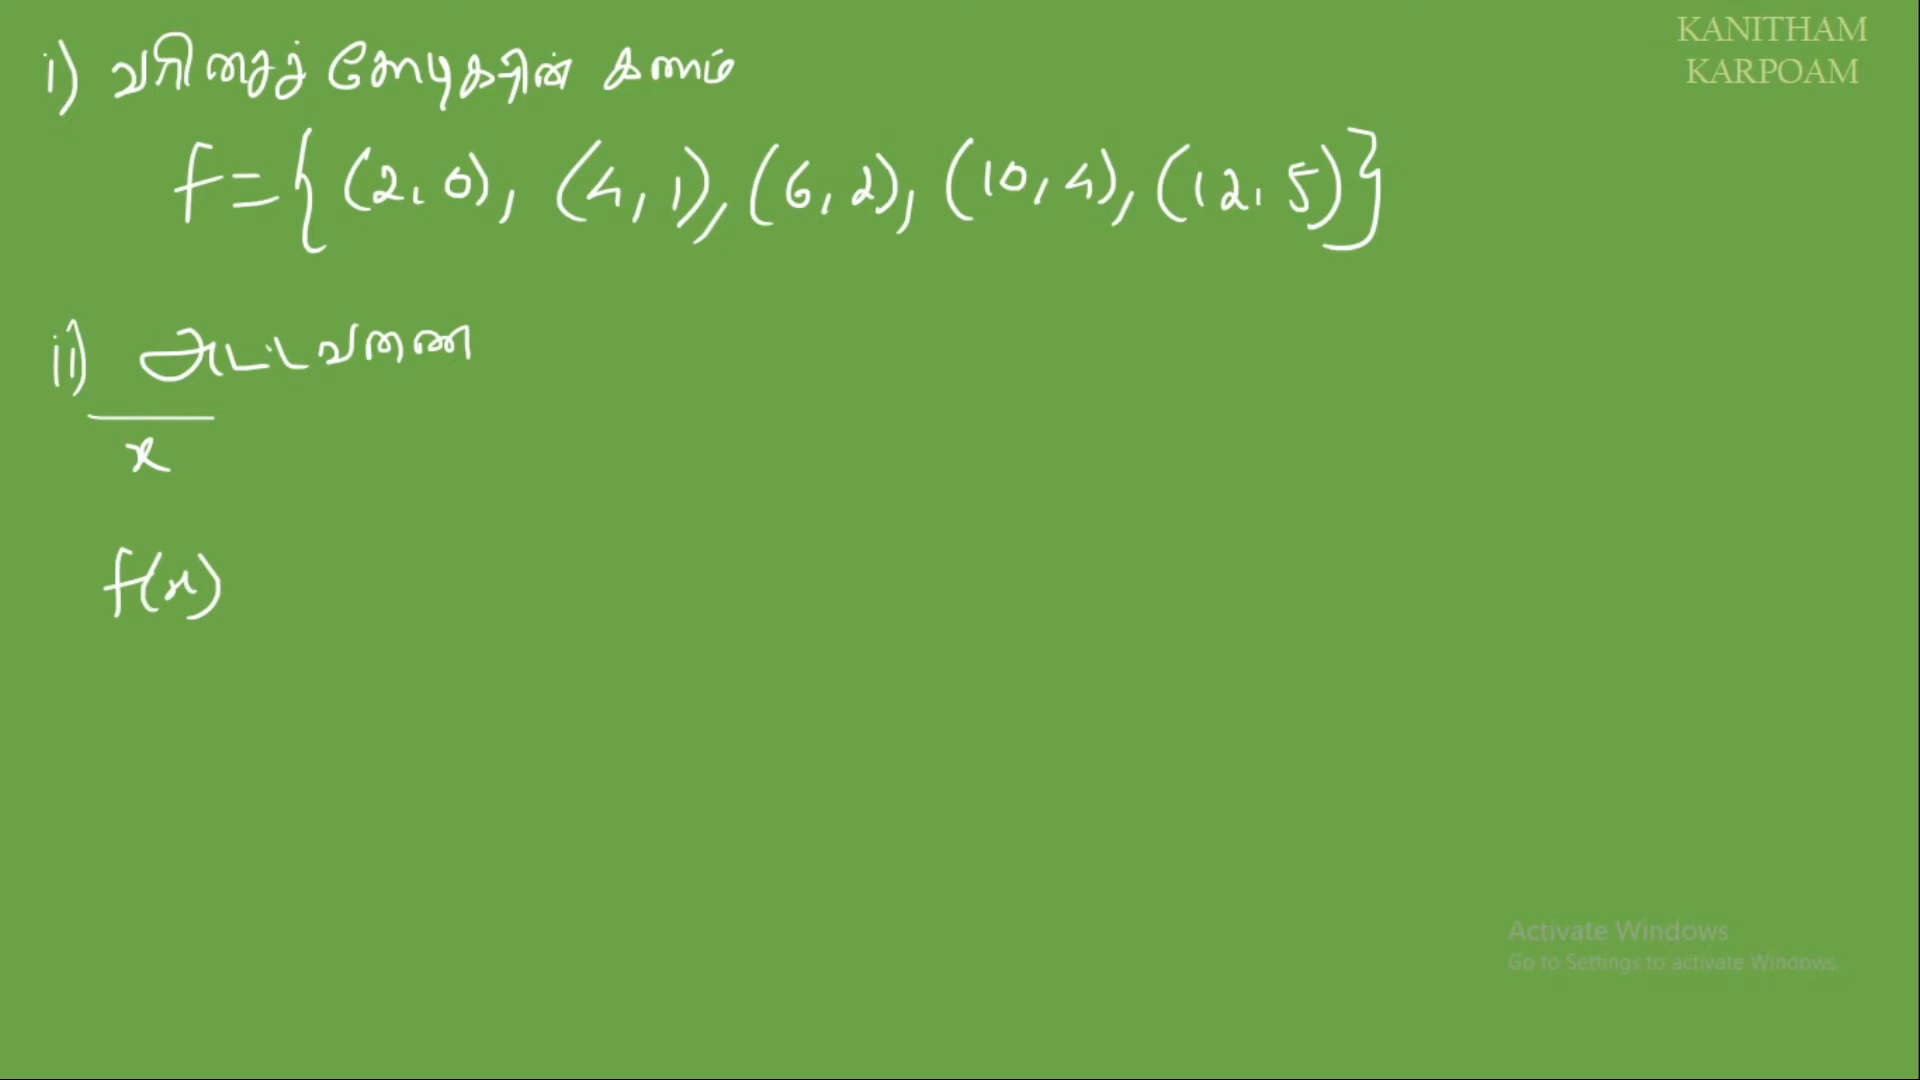 KANITHAM
KARPOAM
i) வரிசைச் சோடிகளின் கணம்
f = {(2, 0), (4, 1), (6, 2), (10, 4), (12, 5)}
ii) அட்டவணை
x
f(x)
Activate Windows
Go to Settings to activate Windows.